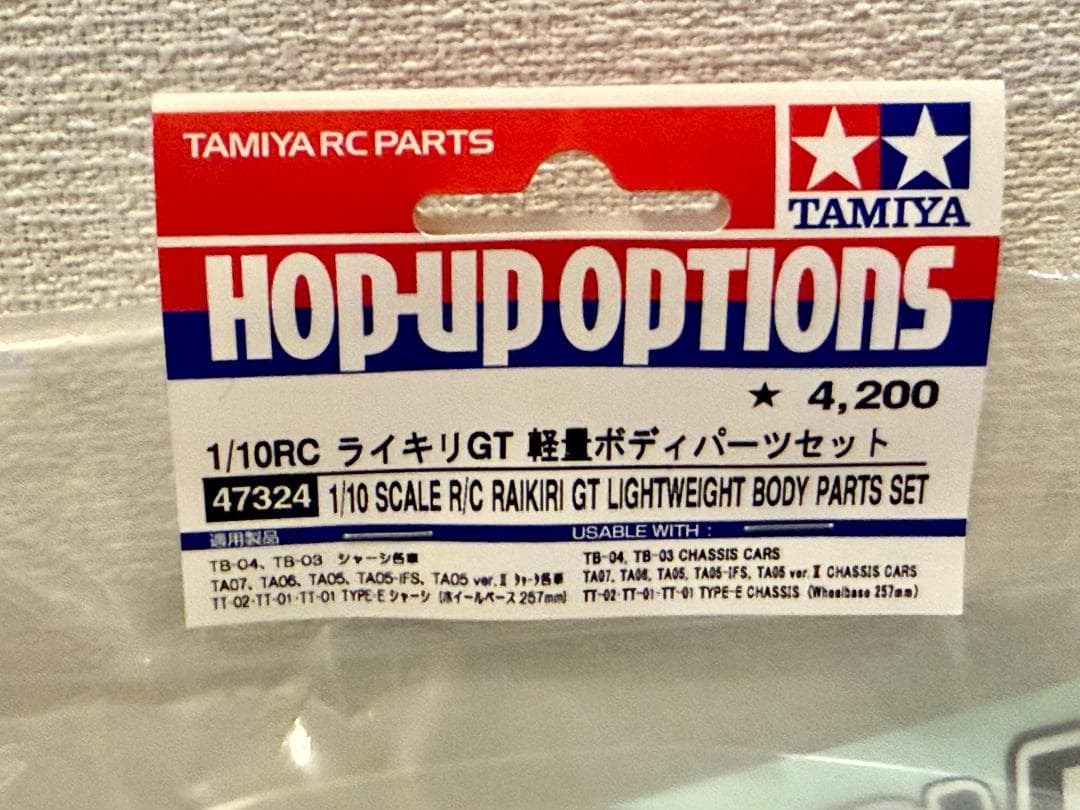 TAMIYA RC PARTS
TAMIYA
HOP-UP OPTIONS
★ 4,200
1/10RC ライキリGT 軽量ボディパーツセット
47324 1/10 SCALE R/C RAIKIRI GT LIGHTWEIGHT BODY PARTS SET
適用製品
TB-04、TB-03 シャーシ各車
TA07、TA06、TA05、TA05-IFS、TA05 ver.Ⅱ シャーシ各車
TT-02・TT-01・TT-01 TYPE-E シャーシ (ホイールベース 257mm)
USABLE WITH :
TB-04, TB-03 CHASSIS CARS
TA07, TA06, TA05, TA05-IFS, TA05 ver.Ⅱ CHASSIS CARS
TT-02・TT-01・TT-01 TYPE-E CHASSIS (Wheelbase 257mm)